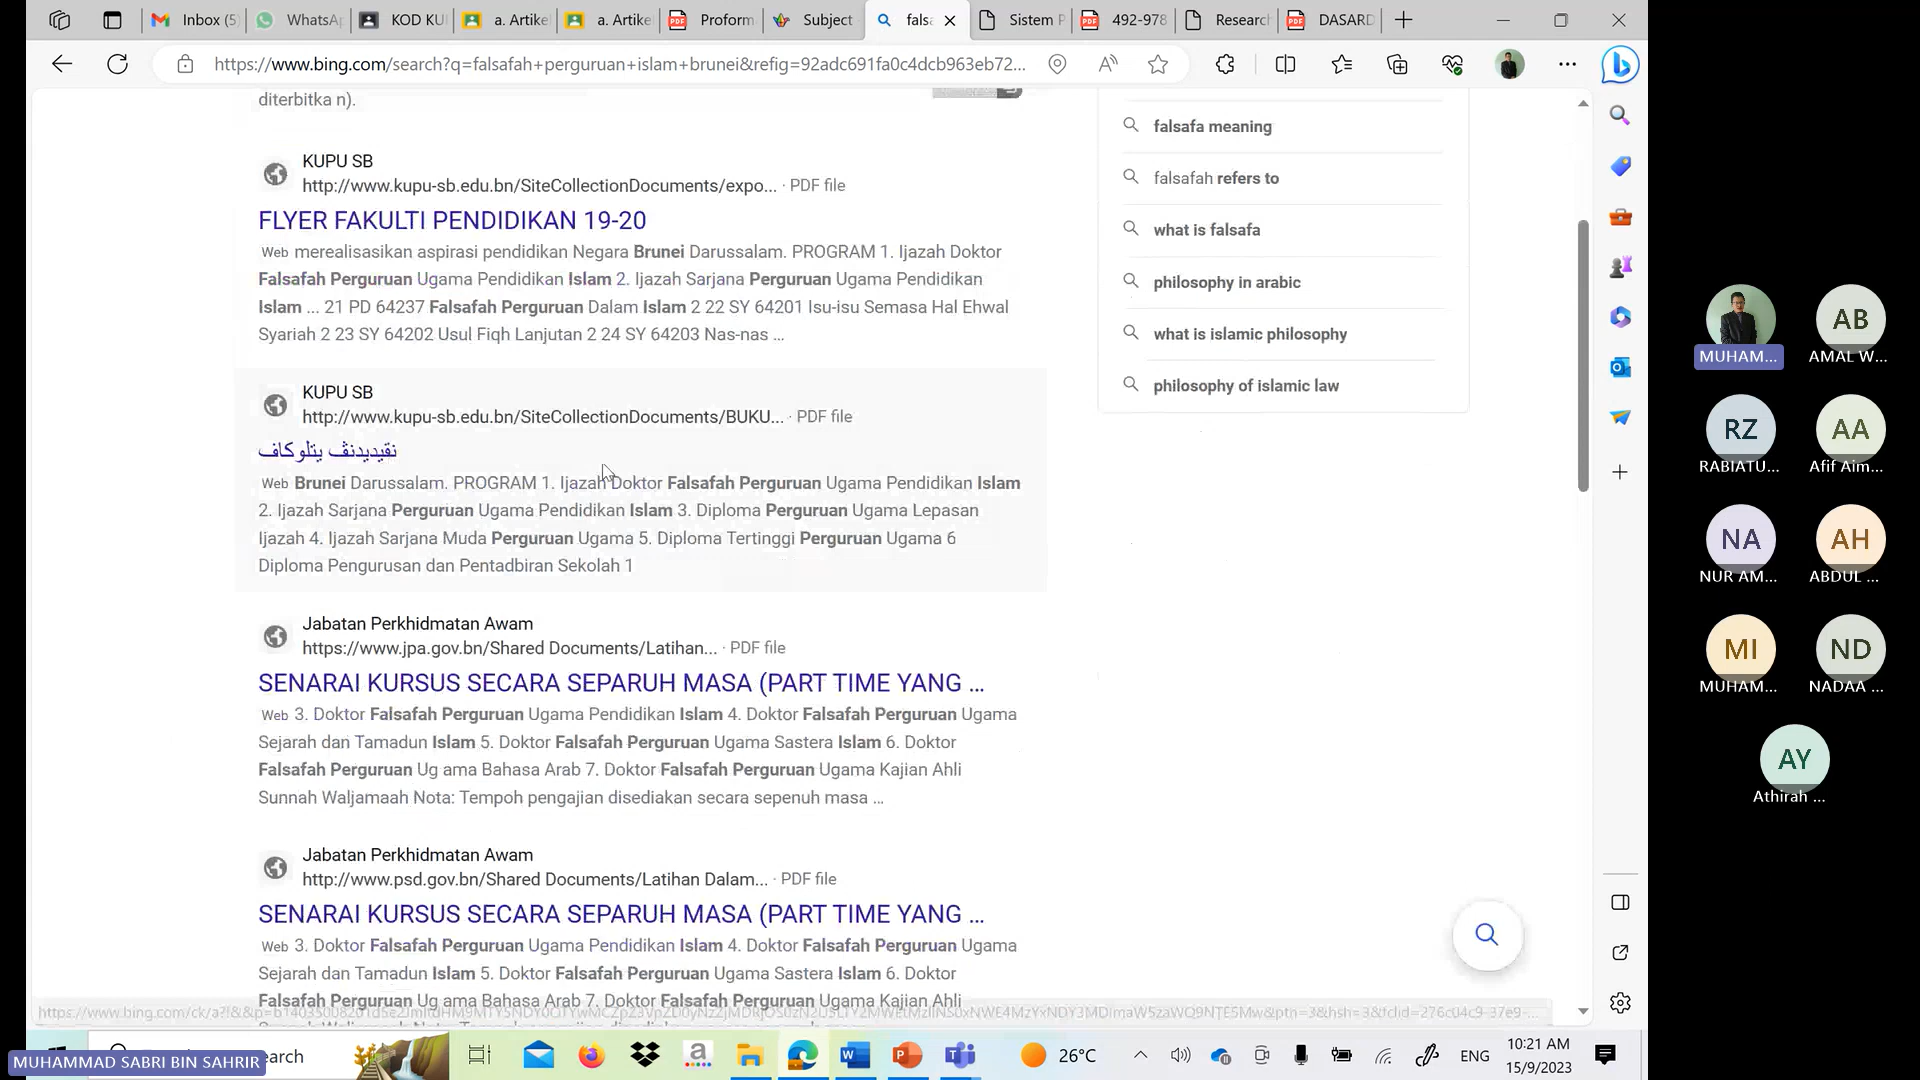 Inbox (5)
WhatsA
KOD KU
a. Artike
a. Artike
Proform
Subject
falsa
Sistem P
492-978
Researc
DASARD
https://www.bing.com/search?q=falsafah+perguruan+islam+brunei&refig=92adc691fa0c4dcb963eb72...
diterbitka n).
KUPU SB
http://www.kupu-sb.edu.bn/SiteCollectionDocuments/expo... · PDF file
FLYER FAKULTI PENDIDIKAN 19-20
Web merealisasikan aspirasi pendidikan Negara Brunei Darussalam. PROGRAM 1. Ijazah Doktor
Falsafah Perguruan Ugama Pendidikan Islam 2. Ijazah Sarjana Perguruan Ugama Pendidikan
Islam ... 21 PD 64237 Falsafah Perguruan Dalam Islam 2 22 SY 64201 Isu-isu Semasa Hal Ehwal
Syariah 2 23 SY 64202 Usul Fiqh Lanjutan 2 24 SY 64203 Nas-nas ...
KUPU SB
http://www.kupu-sb.edu.bn/SiteCollectionDocuments/BUKU... · PDF file
نقيديدنڤ يتلوكاف
Web Brunei Darussalam. PROGRAM 1. Ijazah Doktor Falsafah Perguruan Ugama Pendidikan Islam
2. Ijazah Sarjana Perguruan Ugama Pendidikan Islam 3. Diploma Perguruan Ugama Lepasan
Ijazah 4. Ijazah Sarjana Muda Perguruan Ugama 5. Diploma Tertinggi Perguruan Ugama 6
Diploma Pengurusan dan Pentadbiran Sekolah 1
Jabatan Perkhidmatan Awam
https://www.jpa.gov.bn/Shared Documents/Latihan... · PDF file
SENARAI KURSUS SECARA SEPARUH MASA (PART TIME YANG ...
Web 3. Doktor Falsafah Perguruan Ugama Pendidikan Islam 4. Doktor Falsafah Perguruan Ugama
Sejarah dan Tamadun Islam 5. Doktor Falsafah Perguruan Ugama Sastera Islam 6. Doktor
Falsafah Perguruan Ug ama Bahasa Arab 7. Doktor Falsafah Perguruan Ugama Kajian Ahli
Sunnah Waljamaah Nota: Tempoh pengajian disediakan secara sepenuh masa ...
Jabatan Perkhidmatan Awam
http://www.psd.gov.bn/Shared Documents/Latihan Dalam... · PDF file
SENARAI KURSUS SECARA SEPARUH MASA (PART TIME YANG ...
Web 3. Doktor Falsafah Perguruan Ugama Pendidikan Islam 4. Doktor Falsafah Perguruan Ugama
Sejarah dan Tamadun Islam 5. Doktor Falsafah Perguruan Ugama Sastera Islam 6. Doktor
Falsafah Perguruan Ug ama Bahasa Arab 7. Doktor Falsafah Perguruan Ugama Kajian Ahli
falsafa meaning
falsafah refers to
what is falsafa
philosophy in arabic
what is islamic philosophy
philosophy of islamic law
MUHAM...
AB
AMAL W...
RZ
RABIATU...
AA
Afif Aim...
NA
NUR AM...
AH
ABDUL ...
MI
MUHAM...
ND
NADAA ...
AY
Athirah ...
MUHAMMAD SABRI BIN SAHRIR
earch
26°C
ENG
10:21 AM
15/9/2023